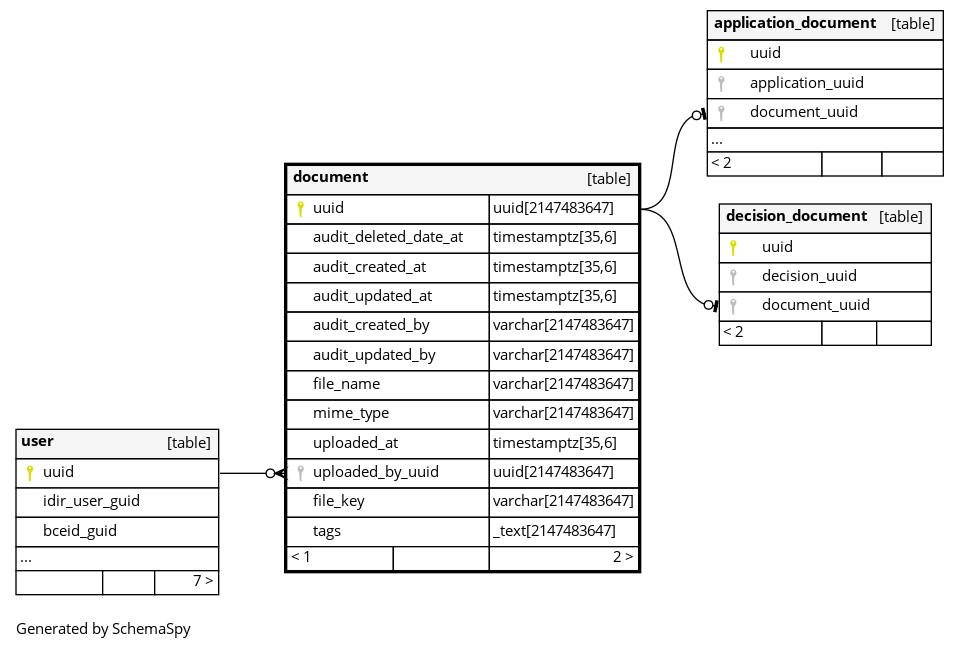 application_document [table]
uuid
application_uuid
document_uuid
...
< 2
document [table]
uuid uuid[2147483647]
audit_deleted_date_at timestamptz[35,6]
audit_created_at timestamptz[35,6]
audit_updated_at timestamptz[35,6]
audit_created_by varchar[2147483647]
audit_updated_by varchar[2147483647]
file_name varchar[2147483647]
mime_type varchar[2147483647]
uploaded_at timestamptz[35,6]
uploaded_by_uuid uuid[2147483647]
file_key varchar[2147483647]
tags _text[2147483647]
< 1 2 >
decision_document [table]
uuid
decision_uuid
document_uuid
< 2
user [table]
uuid
idir_user_guid
bceid_guid
...
7 >
Generated by SchemaSpy